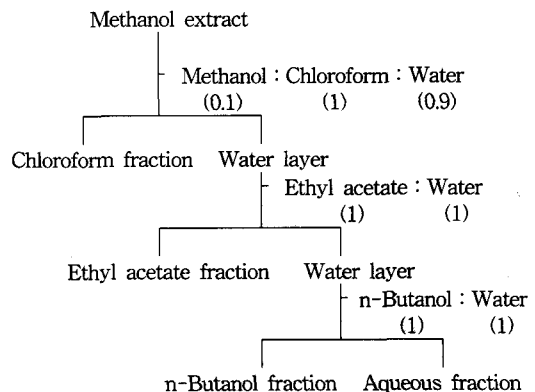 Methanol extract
Methanol : Chloroform : Water
(0.1) (1) (0.9)
Chloroform fraction Water layer
Ethyl acetate : Water
(1) (1)
Ethyl acetate fraction Water layer
n-Butanol : Water
(1) (1)
n-Butanol fraction Aqueous fraction